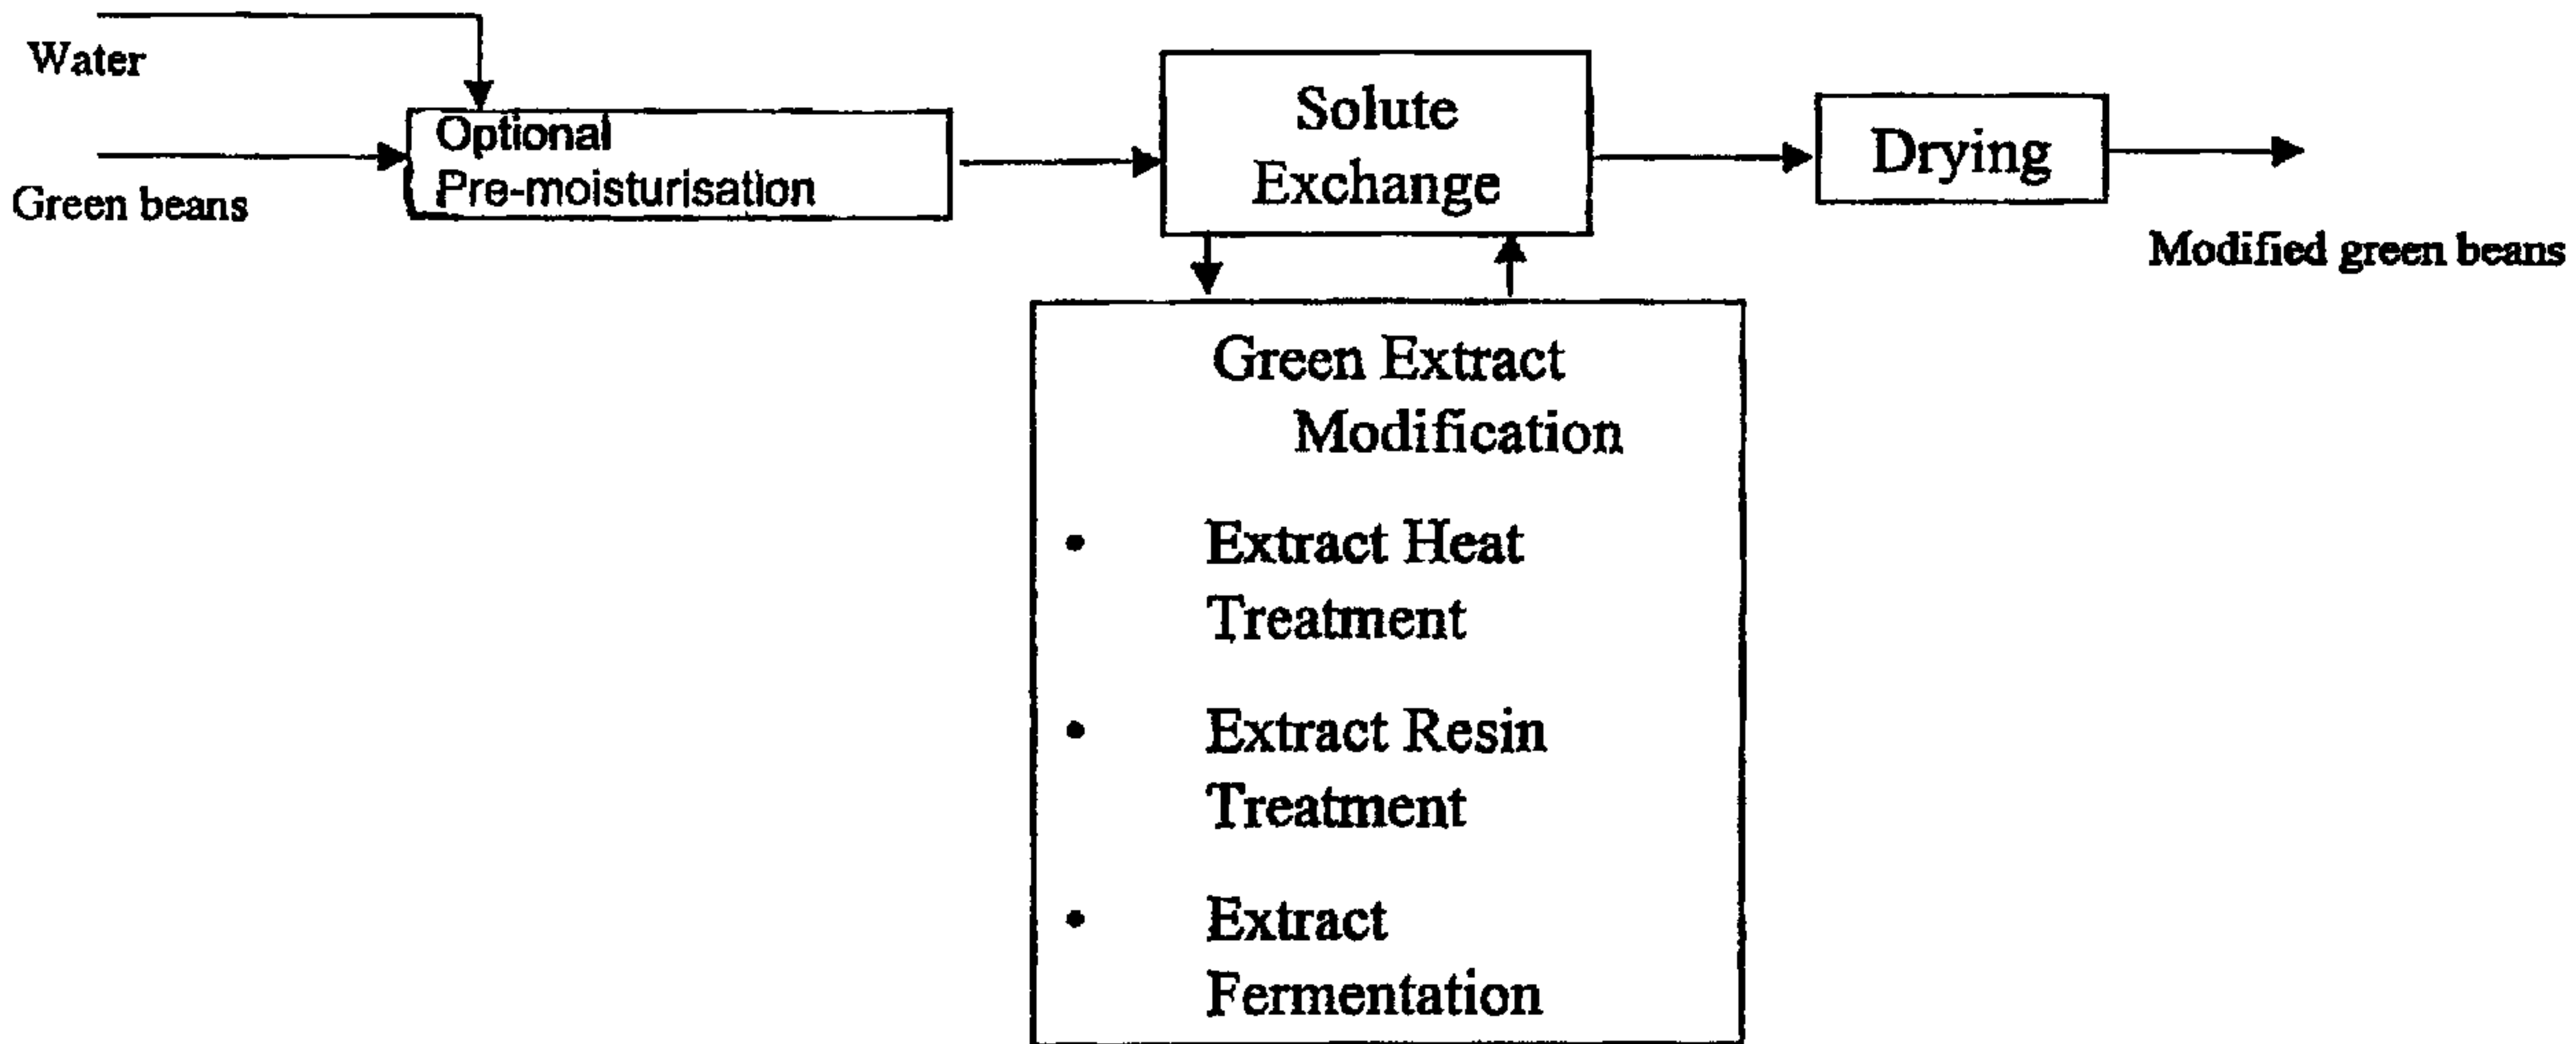 Water
Green beans
Optional
Pre-moisturisation
Solute
Exchange
Drying
Modified green beans
Green Extract
Modification
• Extract Heat
Treatment
• Extract Resin
Treatment
• Extract
Fermentation